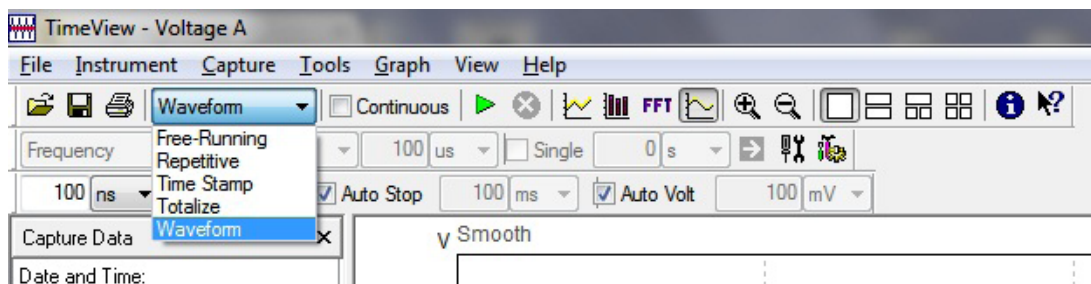 TimeView - Voltage A
File Instrument Capture Tools Graph View Help
Waveform Continuous FFT
Free-Running
Repetitive
Time Stamp
Totalize
Waveform
Frequency 100 us Single 0 s
100 ns Auto Stop 100 ms Auto Volt 100 mV
Capture Data
V Smooth
Date and Time: